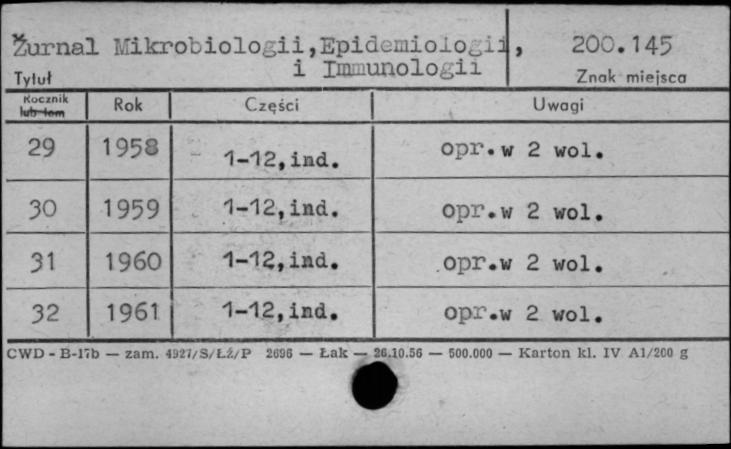 Žurnal Mikrobiologii,Epidemiologii, 200.145
i Immunologii
Tytuł Znak miejsca
Rocznik lub tom Rok Części Uwagi
29 1958 1-12,ind. opr.w 2 wol.
30 1959 1-12,ind. opr.w 2 wol.
31 1960 1-12,ind. opr.w 2 wol.
32 1961 1-12,ind. opr.w 2 wol.
CWD - B-17b — zam. 4927/S/Łź/P 2696 — Łak — 26.10.56 — 500.000 — Karton kl. IV A1/200 g